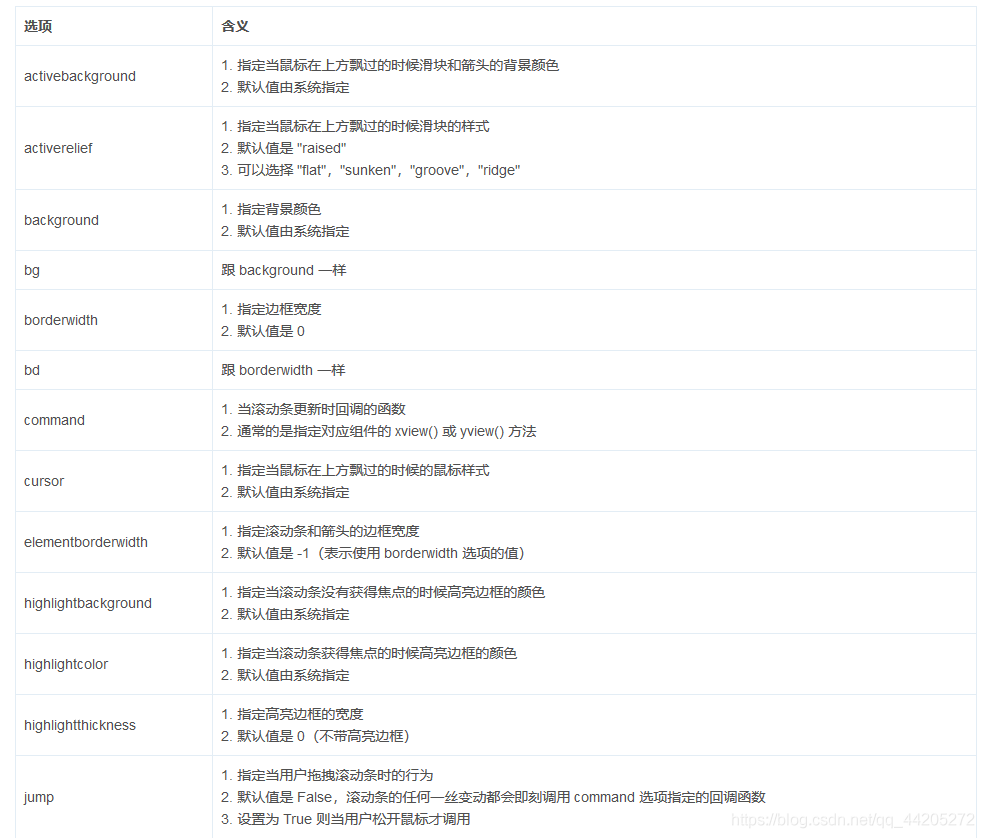 选项 含义
activebackground
1. 指定当鼠标在上方飘过的时候滑块和箭头的背景颜色
2. 默认值由系统指定
activerelief
1. 指定当鼠标在上方飘过的时候滑块的样式
2. 默认值是 "raised"
3. 可以选择 "flat"，"sunken"，"groove"，"ridge"
background
1. 指定背景颜色
2. 默认值由系统指定
bg 跟 background 一样
borderwidth
1. 指定边框宽度
2. 默认值是 0
bd 跟 borderwidth 一样
command
1. 当滚动条更新时回调的函数
2. 通常的是指定对应组件的 xview() 或 yview() 方法
cursor
1. 指定当鼠标在上方飘过的时候的鼠标样式
2. 默认值由系统指定
elementborderwidth
1. 指定滚动条和箭头的边框宽度
2. 默认值是 -1（表示使用 borderwidth 选项的值）
highlightbackground
1. 指定当滚动条没有获得焦点的时候高亮边框的颜色
2. 默认值由系统指定
highlightcolor
1. 指定当滚动条获得焦点的时候高亮边框的颜色
2. 默认值由系统指定
highlightthickness
1. 指定高亮边框的宽度
2. 默认值是 0（不带高亮边框）
jump
1. 指定当用户拖拽滚动条时的行为
2. 默认值是 False，滚动条的任何一丝变动都会即刻调用 command 选项指定的回调函数
3. 设置为 True 则当用户松开鼠标才调用
https://blog.csdn.net/qq_44205272